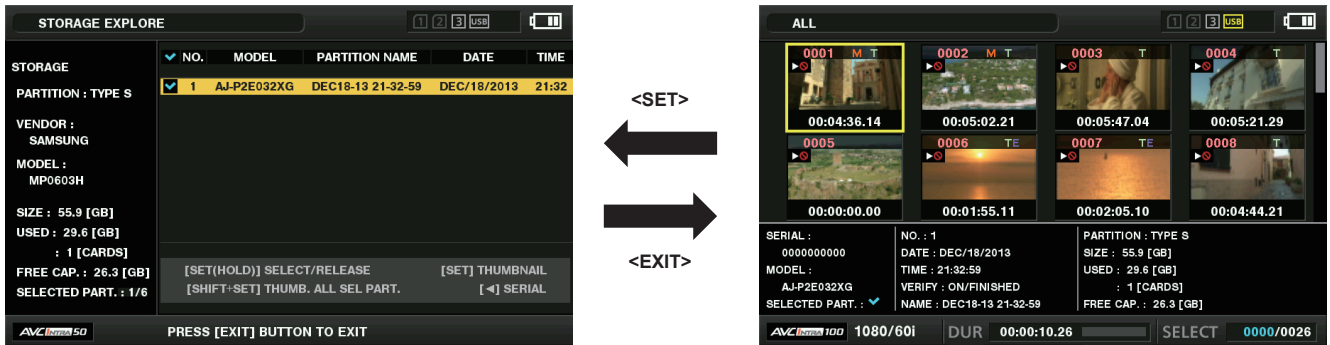 STORAGE EXPLORE
1 2 3 USB
STORAGE
PARTITION : TYPE S
VENDOR :
SAMSUNG
MODEL :
MP0603H
SIZE : 55.9 [GB]
USED : 29.6 [GB]
: 1 [CARDS]
FREE CAP. : 26.3 [GB]
SELECTED PART. : 1/6
NO. MODEL PARTITION NAME DATE TIME
1 AJ-P2E032XG DEC18-13 21-32-59 DEC/18/2013 21:32
[SET(HOLD)] SELECT/RELEASE [SET] THUMBNAIL
[SHIFT+SET] THUMB. ALL SEL PART. [◄] SERIAL
AVC INTRA 50 PRESS [EXIT] BUTTON TO EXIT
<SET>
<EXIT>
ALL
1 2 3 USB
0001 M T 0002 M T 0003 T 0004 T
00:04:36.14 00:05:02.21 00:05:47.04 00:05:21.29
0005 0006 TE 0007 TE 0008 T
00:00:00.00 00:01:55.11 00:02:05.10 00:04:44.21
SERIAL :
0000000000
MODEL :
AJ-P2E032XG
SELECTED PART. : ✔
NO. : 1
DATE : DEC/18/2013
TIME : 21:32:59
VERIFY : ON/FINISHED
NAME : DEC18-13 21-32-59
PARTITION : TYPE S
SIZE : 55.9 [GB]
USED : 29.6 [GB]
: 1 [CARDS]
FREE CAP. : 26.3 [GB]
AVC INTRA 100 1080/60i DUR 00:00:10.26 SELECT 0000/0026